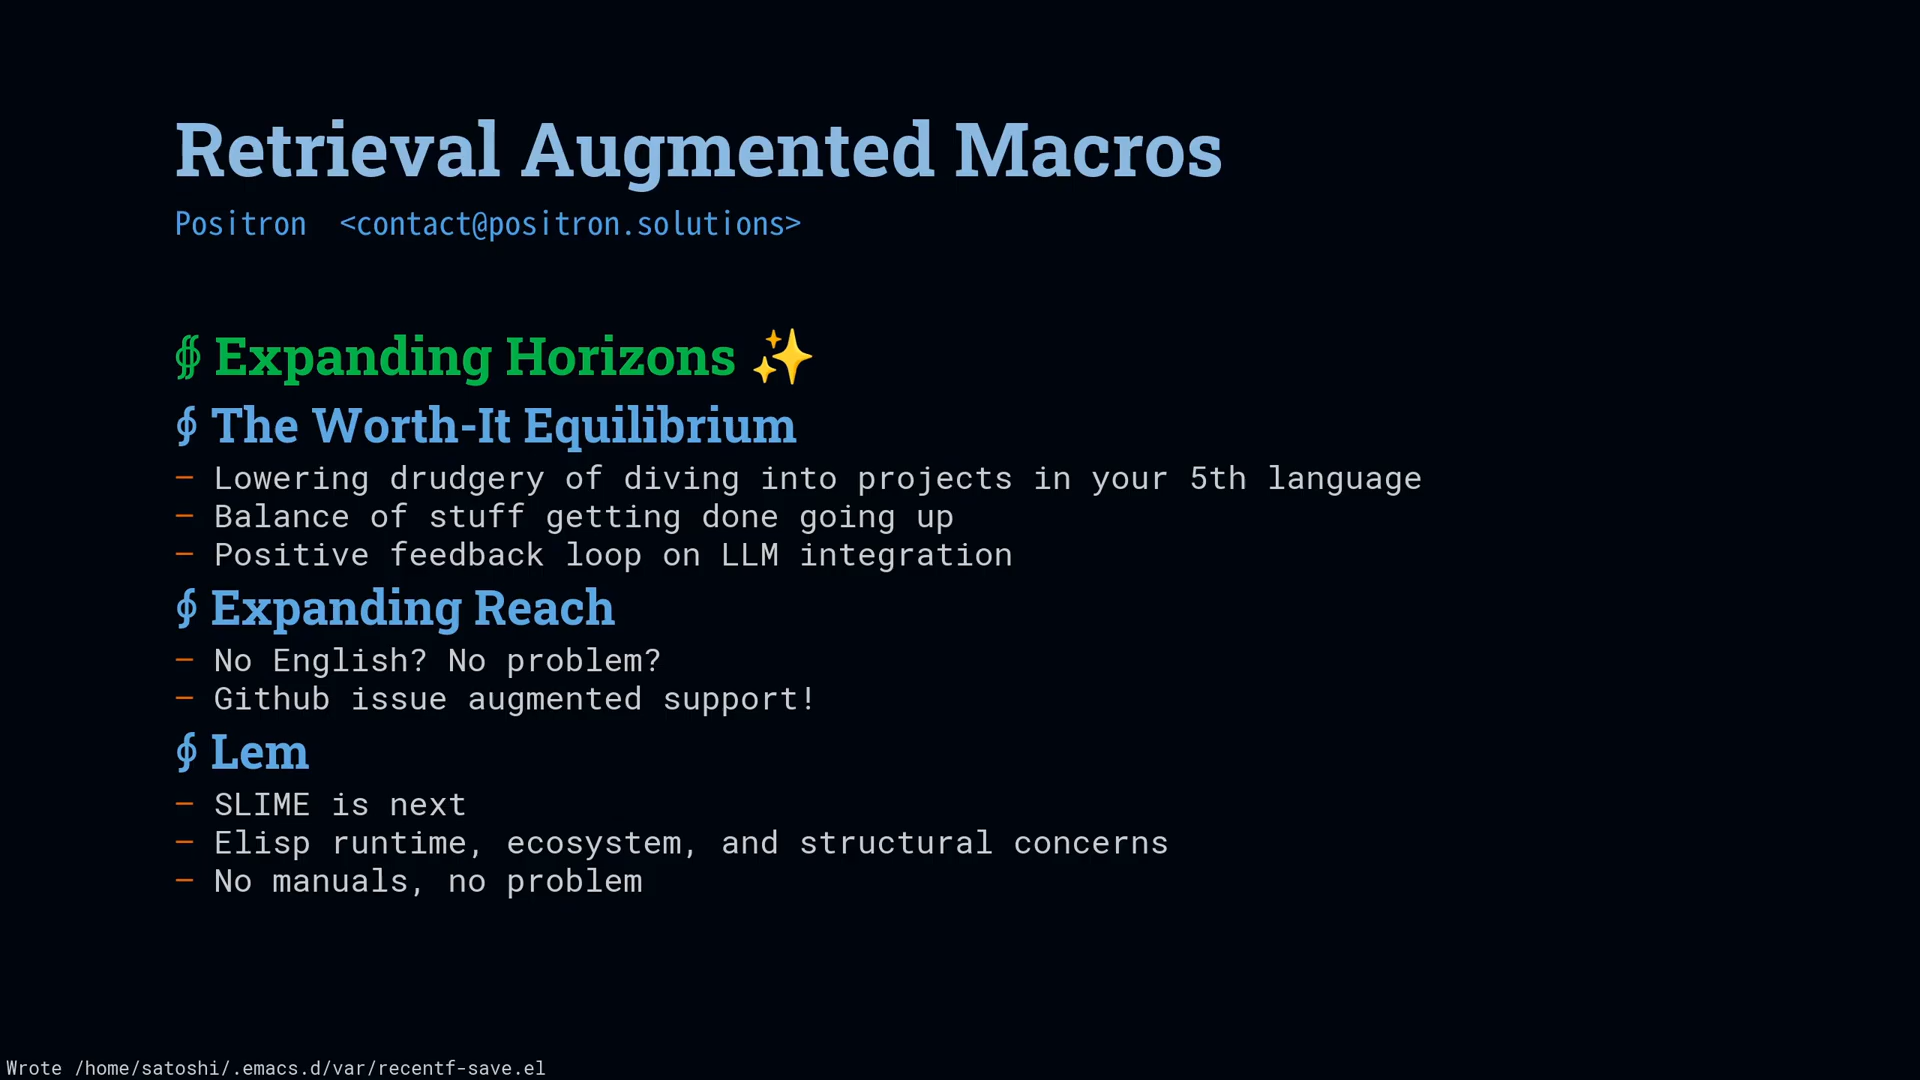 Retrieval Augmented Macros
Positron <contact@positron.solutions>
∯ Expanding Horizons ✨
∮ The Worth-It Equilibrium
— Lowering drudgery of diving into projects in your 5th language
— Balance of stuff getting done going up
— Positive feedback loop on LLM integration
∮ Expanding Reach
— No English? No problem?
— Github issue augmented support!
∮ Lem
— SLIME is next
— Elisp runtime, ecosystem, and structural concerns
— No manuals, no problem
Wrote /home/satoshi/.emacs.d/var/recentf-save.el